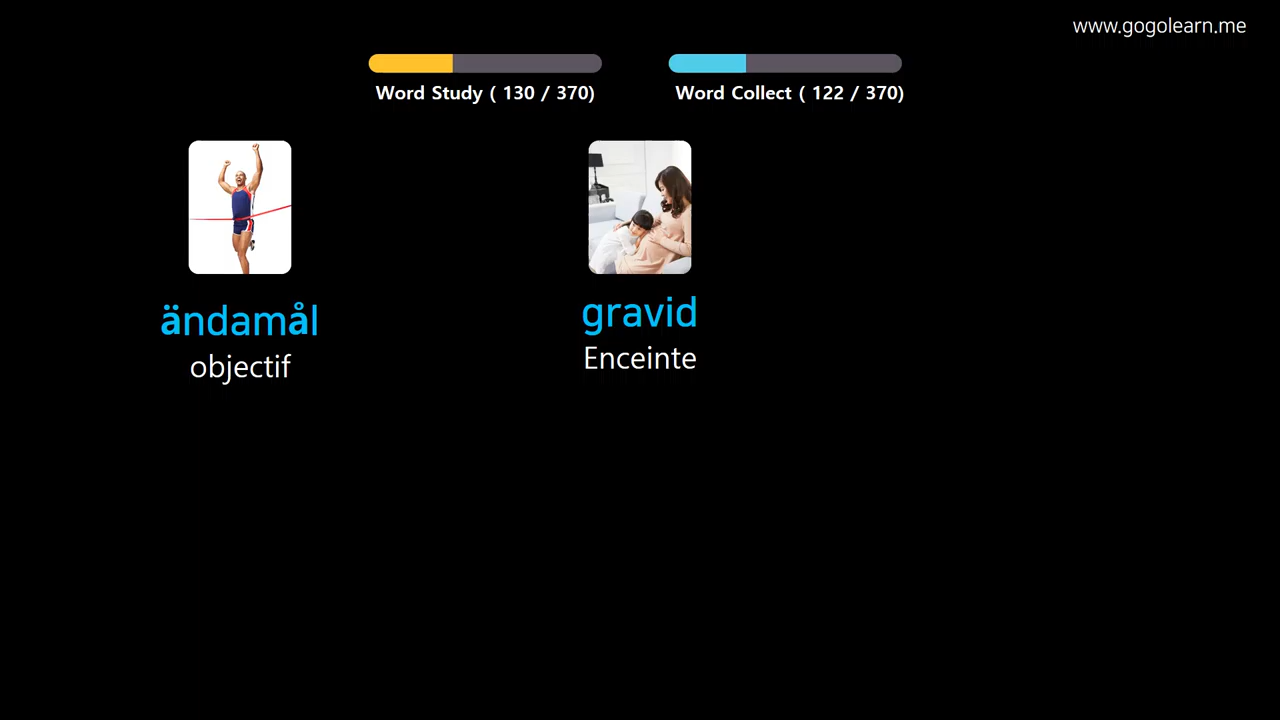 www.gogolearn.me
Word Study ( 130 / 370)
Word Collect ( 122 / 370)
ändamål
objectif
gravid
Enceinte